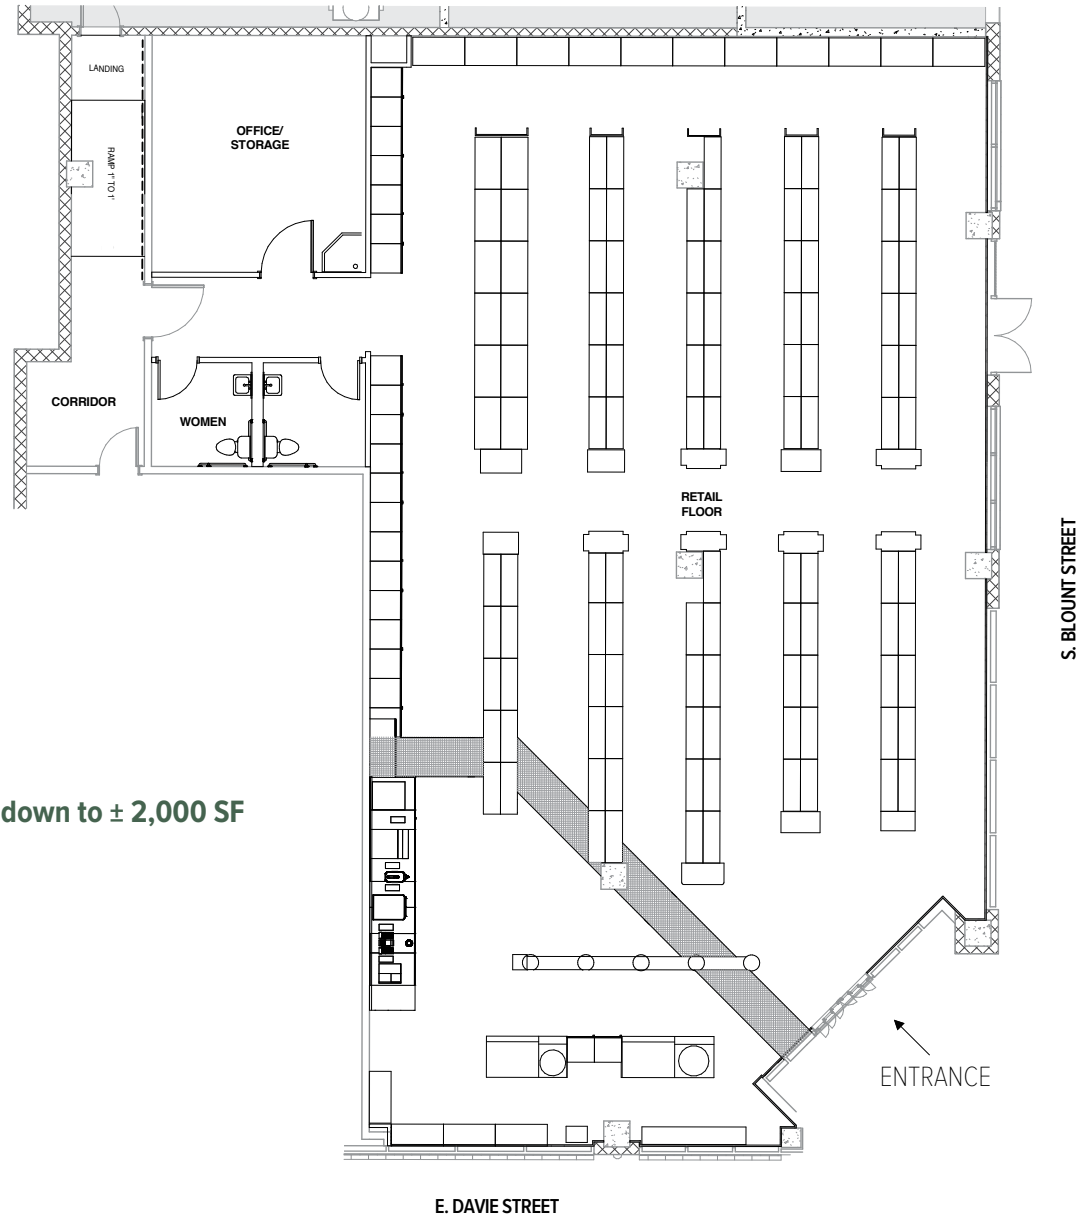 LANDING
OFFICE/
STORAGE
RAMP 1" TO 1'
CORRIDOR
WOMEN
RETAIL
FLOOR
S. BLOUNT STREET
down to ± 2,000 SF
ENTRANCE
E. DAVIE STREET